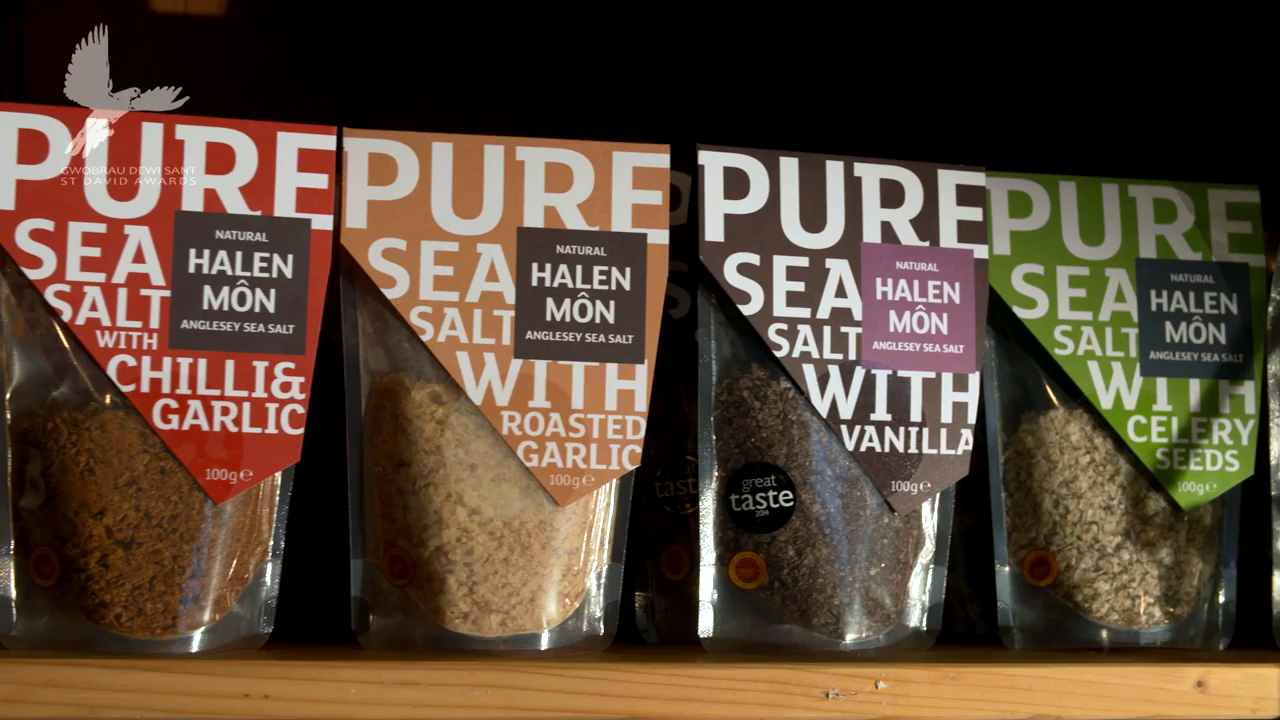 GWOBRAU DEWI SANT
ST DAVID AWARDS
PURE
SEA
SALT
WITH
CHILLI&
GARLIC
100g e
NATURAL
HALEN
MÔN
ANGLESEY SEA SALT
PURE
SEA
SALT
WITH
ROASTED
GARLIC
100g e
NATURAL
HALEN
MÔN
ANGLESEY SEA SALT
PURE
SEA
SALT
WITH
VANILLA
100g e
NATURAL
HALEN
MÔN
ANGLESEY SEA SALT
great
taste
2014
PURE
SEA
SALT
WITH
CELERY
SEEDS
100g e
NATURAL
HALEN
MÔN
ANGLESEY SEA SALT